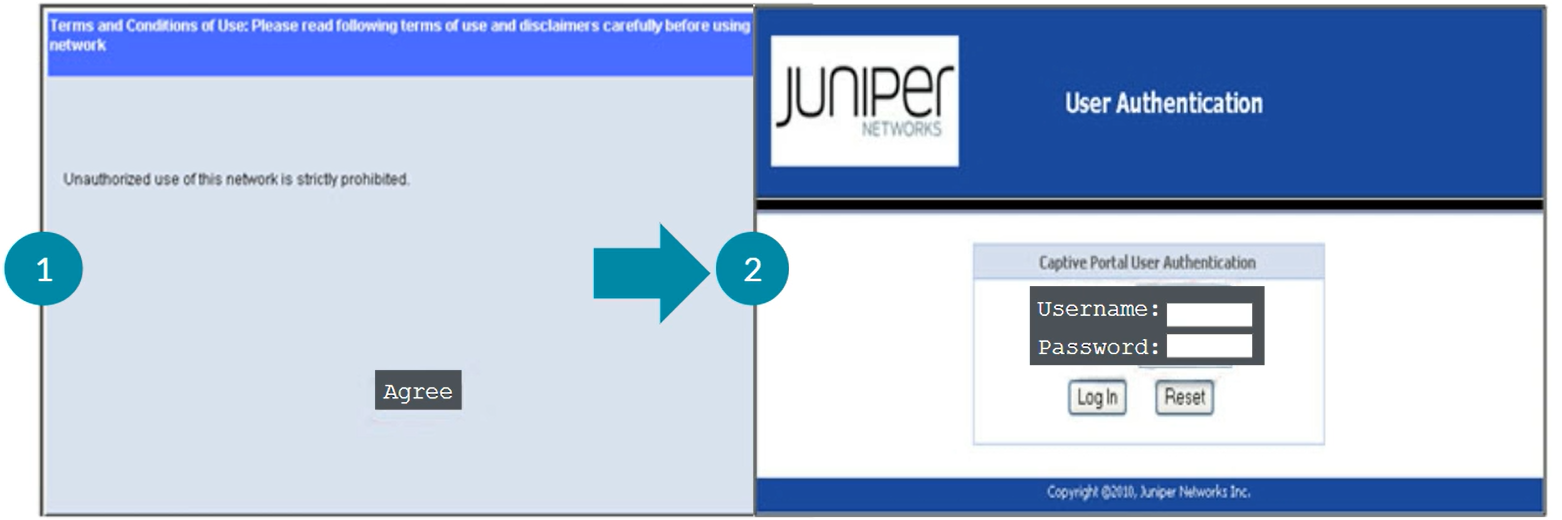 Terms and Conditions of Use: Please read following terms of use and disclaimers carefully before using
network
Unauthorized use of this network is strictly prohibited.
Agree
1
2
JUNIPER
NETWORKS
User Authentication
Captive Portal User Authentication
Username:
Password:
Log In
Reset
Copyright @2010, Juniper Networks Inc.